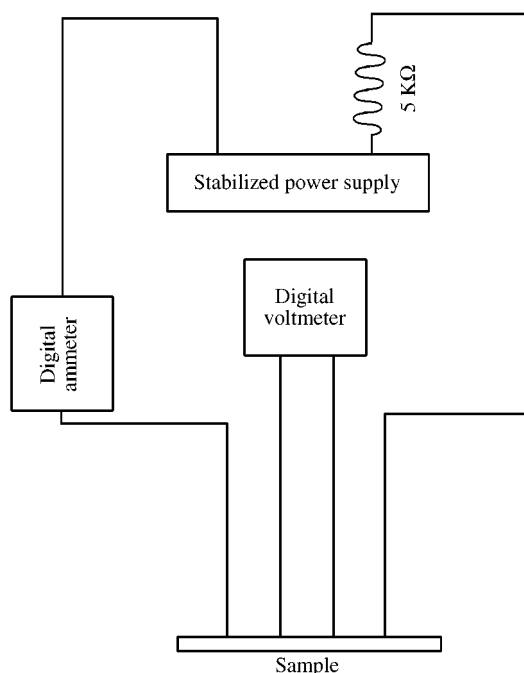 5 KΩ
Stabilized power supply
Digital
voltmeter
Digital
ammeter
Sample